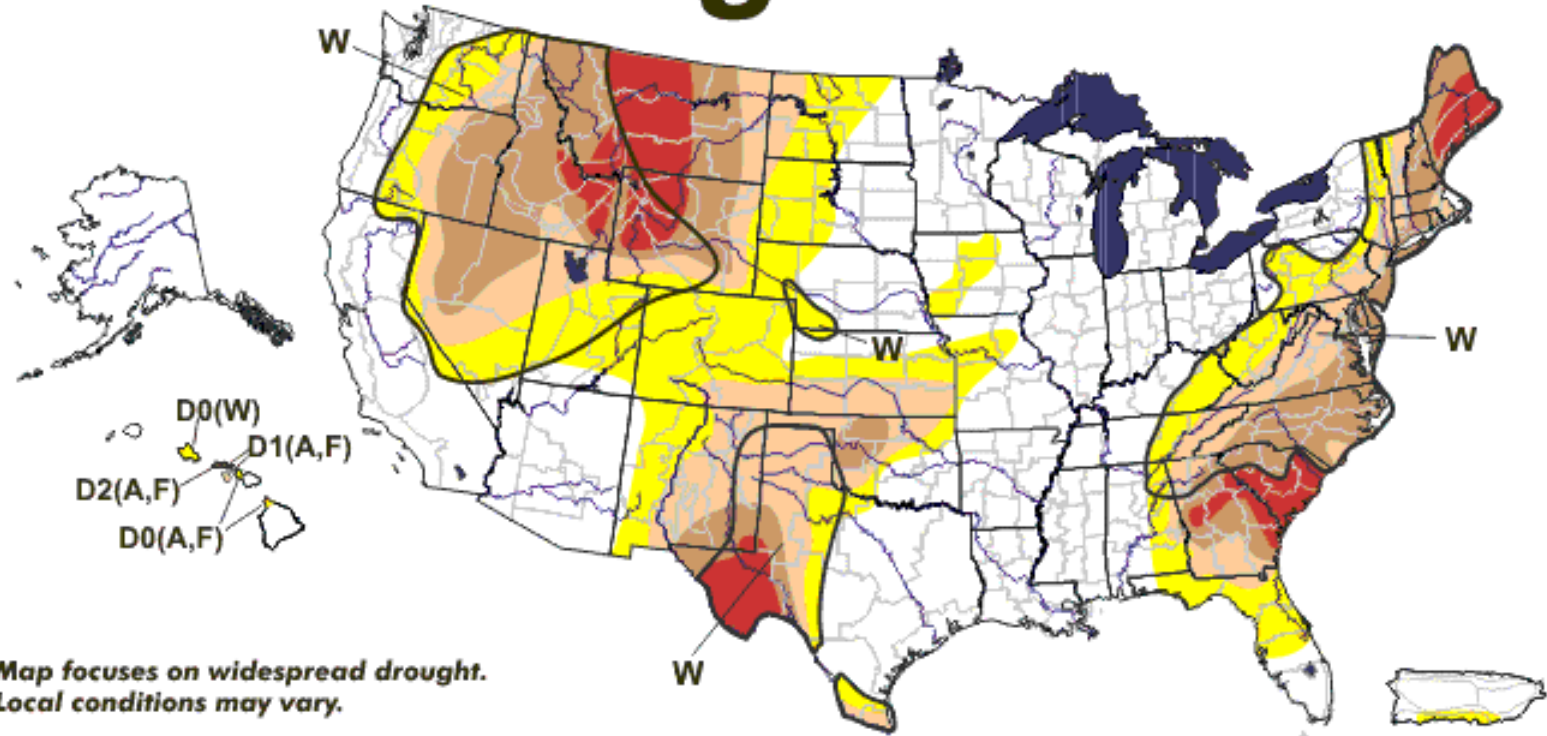 W
D0(W)
D1(A,F)
D2(A,F)
D0(A,F)
W
W
W
Map focuses on widespread drought.
Local conditions may vary.